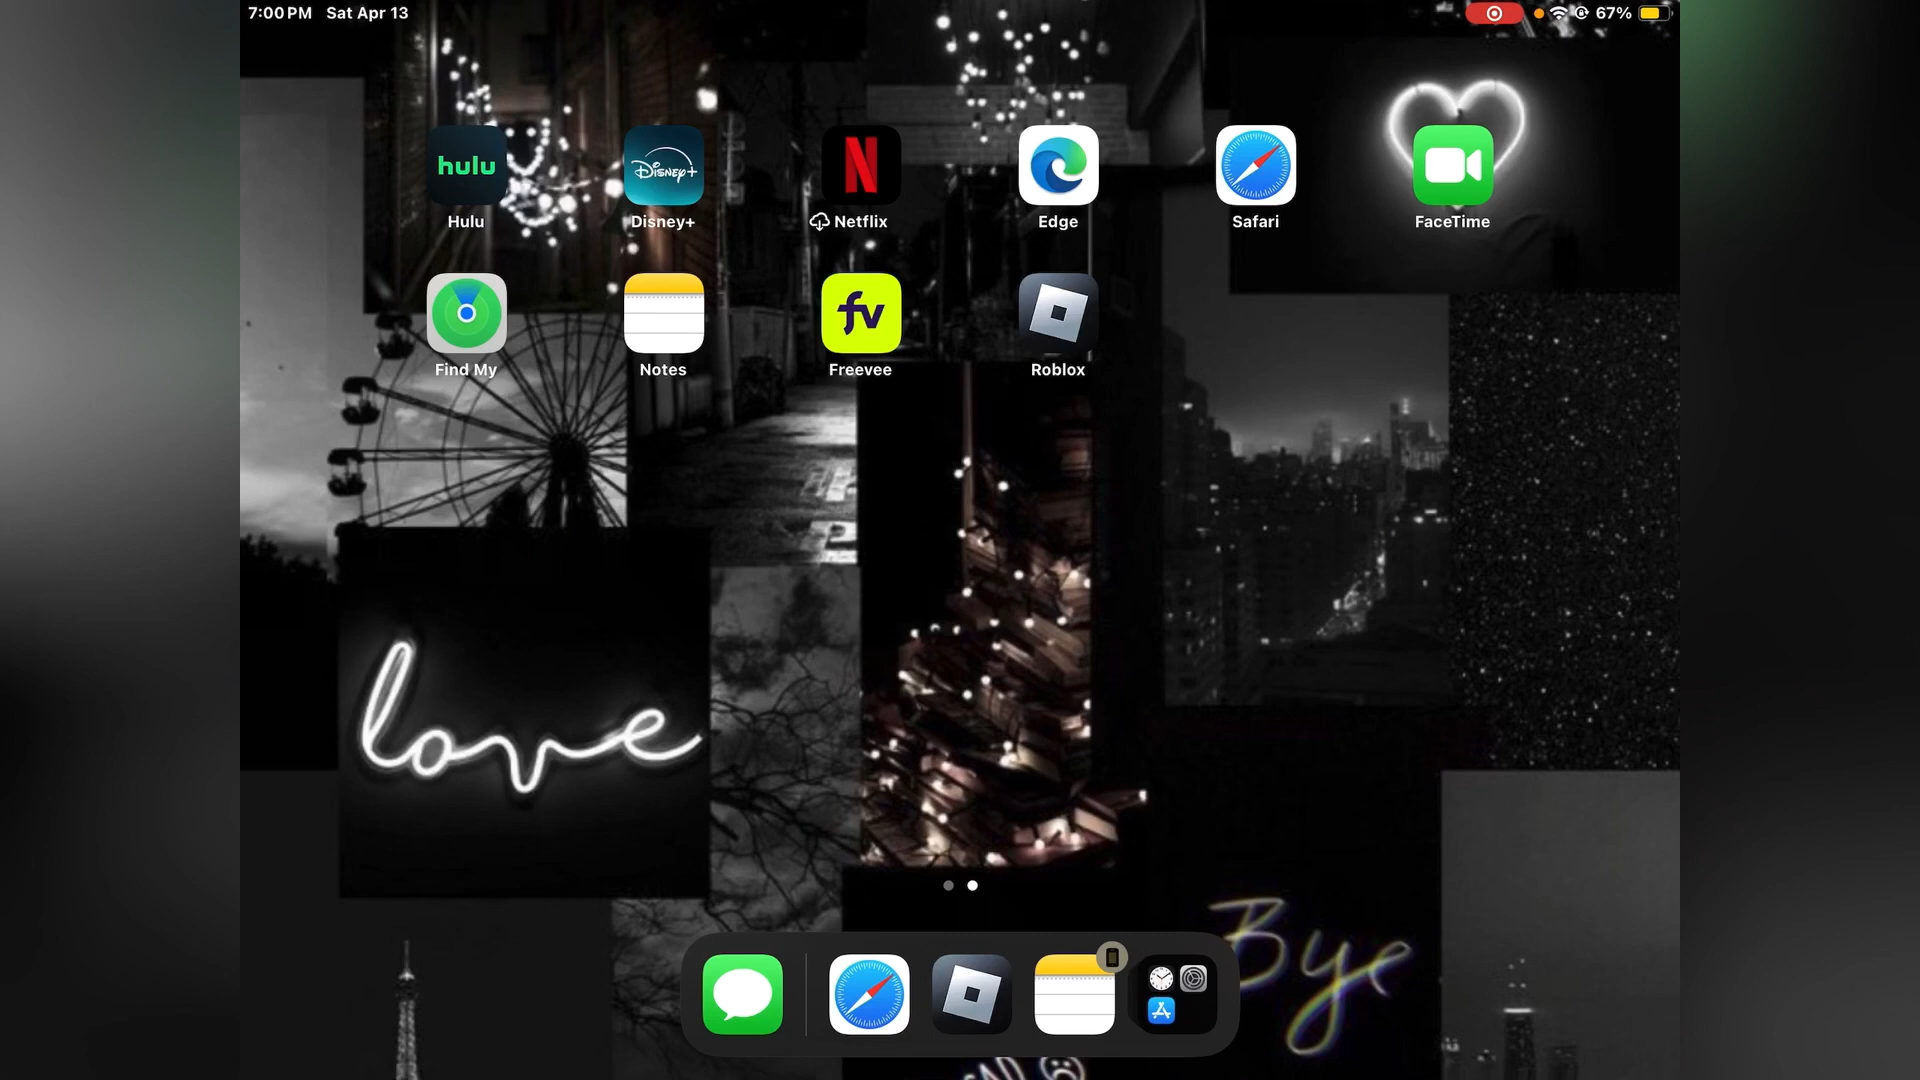 7:00 PM Sat Apr 13
67%
hulu
Disney+
N
Hulu
Disney+
Netflix
Edge
Safari
FaceTime
fv
Find My
Notes
Freevee
Roblox
love
Bye